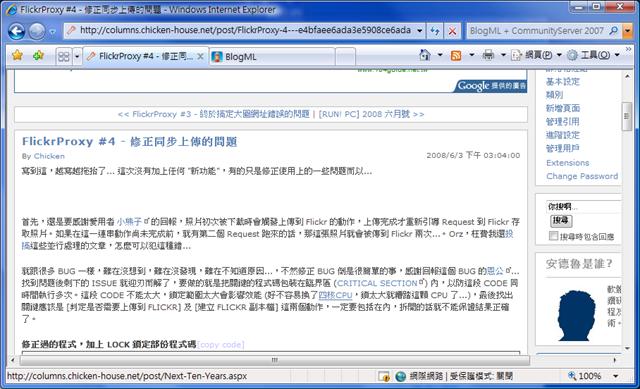 FlickrProxy #4 - 修正同步上傳的問題 - Windows Internet Explorer
http://columns.chicken-house.net/post/FlickrProxy-4---e4bfaee6ada3e5908ce6ada
BlogML + CommunityServer 2007
FlickrProxy #4 - 修正同...
BlogML
網頁(P)
工具(O)
Google 提供的廣告
<< FlickrProxy #3 - 終於搞定大圖網址錯誤的問題 | [RUN! PC] 2008 六月號 >>
FlickrProxy #4 - 修正同步上傳的問題
By Chicken
2008/6/3 下午 03:04:00
寫到這，越寫越拖拍了... 這次沒有加上任何 "新功能"，有的只是修正使用上的一些問題而以...
首先，還是要感謝愛用者 小熊子 的回報，照片初次被下載時會觸發上傳到 Flickr 的動作，上傳完成才重新引導 Request 到 Flickr 存
取照片。如果在這一連串動作尚未完成前，就有第二個 Request 跑來的話，那這張照片就會被傳到 Flickr 兩次...。Orz，枉費我還投
搞這些並行處理的文章，怎麼可以犯這種錯...
就跟很多 BUG 一樣，難在沒想到，難在沒發現，難在不知道原因...，不然修正 BUG 倒是很簡單的事，感謝回報這個 BUG 的恩公...
找到問題後剩下的 ISSUE 就迎刃而解了，要做的就是把關鍵的程式碼包裝在臨界區 (CRITICAL SECTION) 內，以防這段 CODE 同
時間執行多次。這段 CODE 不能太大，鎖定範圍太大會影響效能 (好不容易換了四核CPU，鎖太大就糟蹋這顆 CPU 了...)，最後找出
關鍵應該是 [判定是否需要上傳到 FLICKR] 及 [建立 FLICKR 副本檔] 這兩個動作，一定要包括在內，拆開的話就不能保證結果正確
了。
修正過的程式，加上 LOCK 鎖定部份程式碼[copy code]
基本設定
類別
新增頁面
管理引用
進階設定
管理用戶
Extensions
Change Password
你搜啊...
搜尋
搜尋時包含回應
安德魯是誰?
http://columns.chicken-house.net/post/Next-Ten-Years.aspx
網際網路 | 受保護模式: 關閉
100%